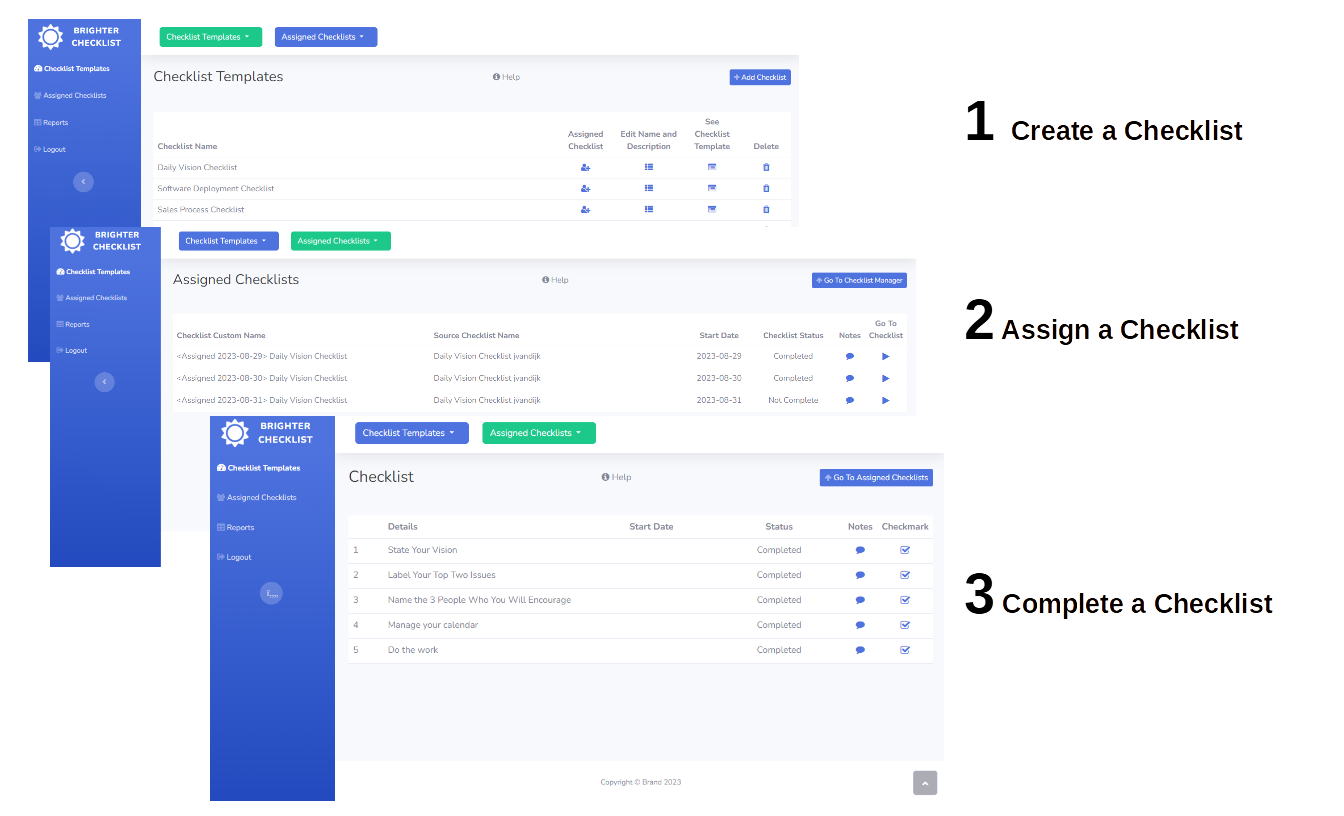 BRIGHTER
CHECKLIST
Checklist Templates
Assigned Checklists
Reports
Logout
Checklist Templates Assigned Checklists
Checklist Templates Help + Add Checklist
Checklist Name Assigned Checklist Edit Name and Description See Checklist Template Delete
Daily Vision Checklist
Software Deployment Checklist
Sales Process Checklist
1 Create a Checklist
BRIGHTER
CHECKLIST
Checklist Templates
Assigned Checklists
Reports
Logout
Checklist Templates Assigned Checklists
Assigned Checklists Help Go To Checklist Manager
Checklist Custom Name Source Checklist Name Start Date Checklist Status Notes Go To Checklist
<Assigned 2023-08-29> Daily Vision Checklist Daily Vision Checklist jvandijk 2023-08-29 Completed
<Assigned 2023-08-30> Daily Vision Checklist Daily Vision Checklist jvandijk 2023-08-30 Completed
<Assigned 2023-08-31> Daily Vision Checklist Daily Vision Checklist jvandijk 2023-08-31 Not Complete
2 Assign a Checklist
BRIGHTER
CHECKLIST
Checklist Templates
Assigned Checklists
Reports
Logout
Checklist Templates Assigned Checklists
Checklist Help Go To Assigned Checklists
Details Start Date Status Notes Checkmark
1 State Your Vision Completed
2 Label Your Top Two Issues Completed
3 Name the 3 People Who You Will Encourage Completed
4 Manage your calendar Completed
5 Do the work Completed
Copyright © Brand 2023
3 Complete a Checklist